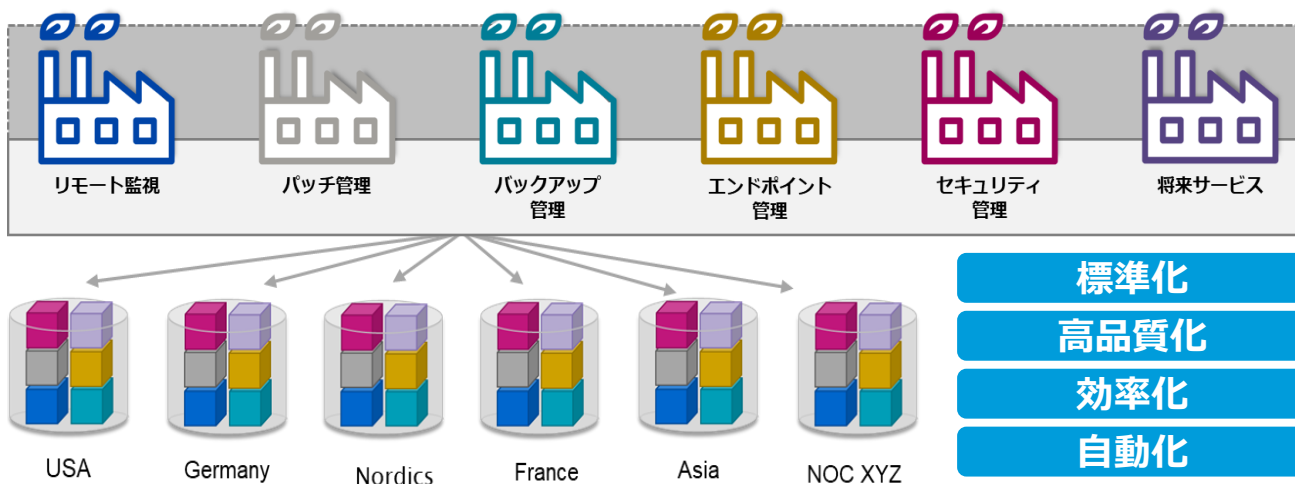 リモート監視
パッチ管理
バックアップ
管理
エンドポイント
管理
セキュリティ
管理
将来サービス
標準化
高品質化
効率化
自動化
USA
Germany
Nordics
France
Asia
NOC XYZ